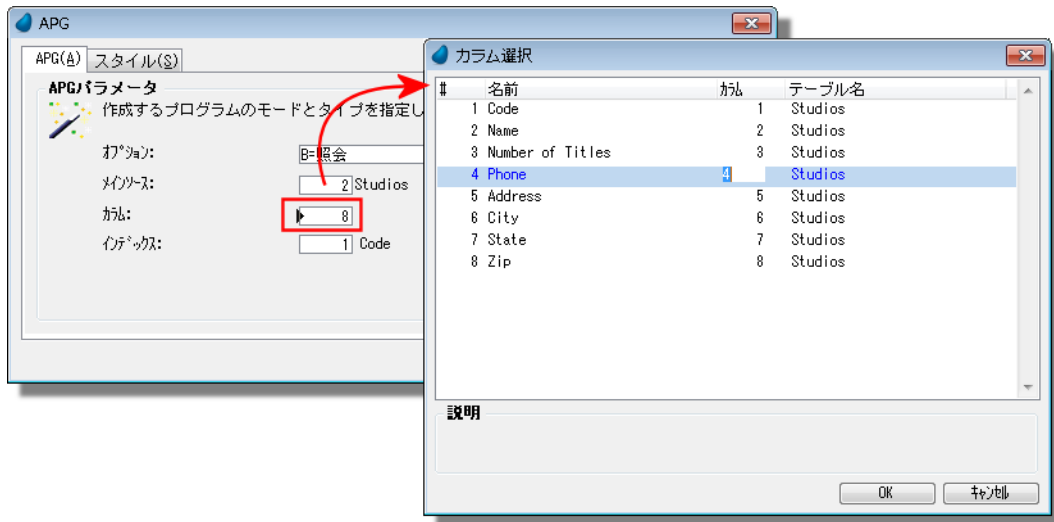 APG
APG(A) スタイル(S)
APGパラメータ
作成するプログラムのモードとタイプを指定し
ｵﾌﾟｼｮﾝ: B=照会
ﾒｲﾝｿｰｽ: 2 Studios
ｶﾗﾑ: 8
ｲﾝﾃﾞｯｸｽ: 1 Code
カラム選択
# 名前 ｶﾗﾑ テーブル名
1 Code 1 Studios
2 Name 2 Studios
3 Number of Titles 3 Studios
4 Phone 4 Studios
5 Address 5 Studios
6 City 6 Studios
7 State 7 Studios
8 Zip 8 Studios
説明
OK ｷｬﾝｾﾙ